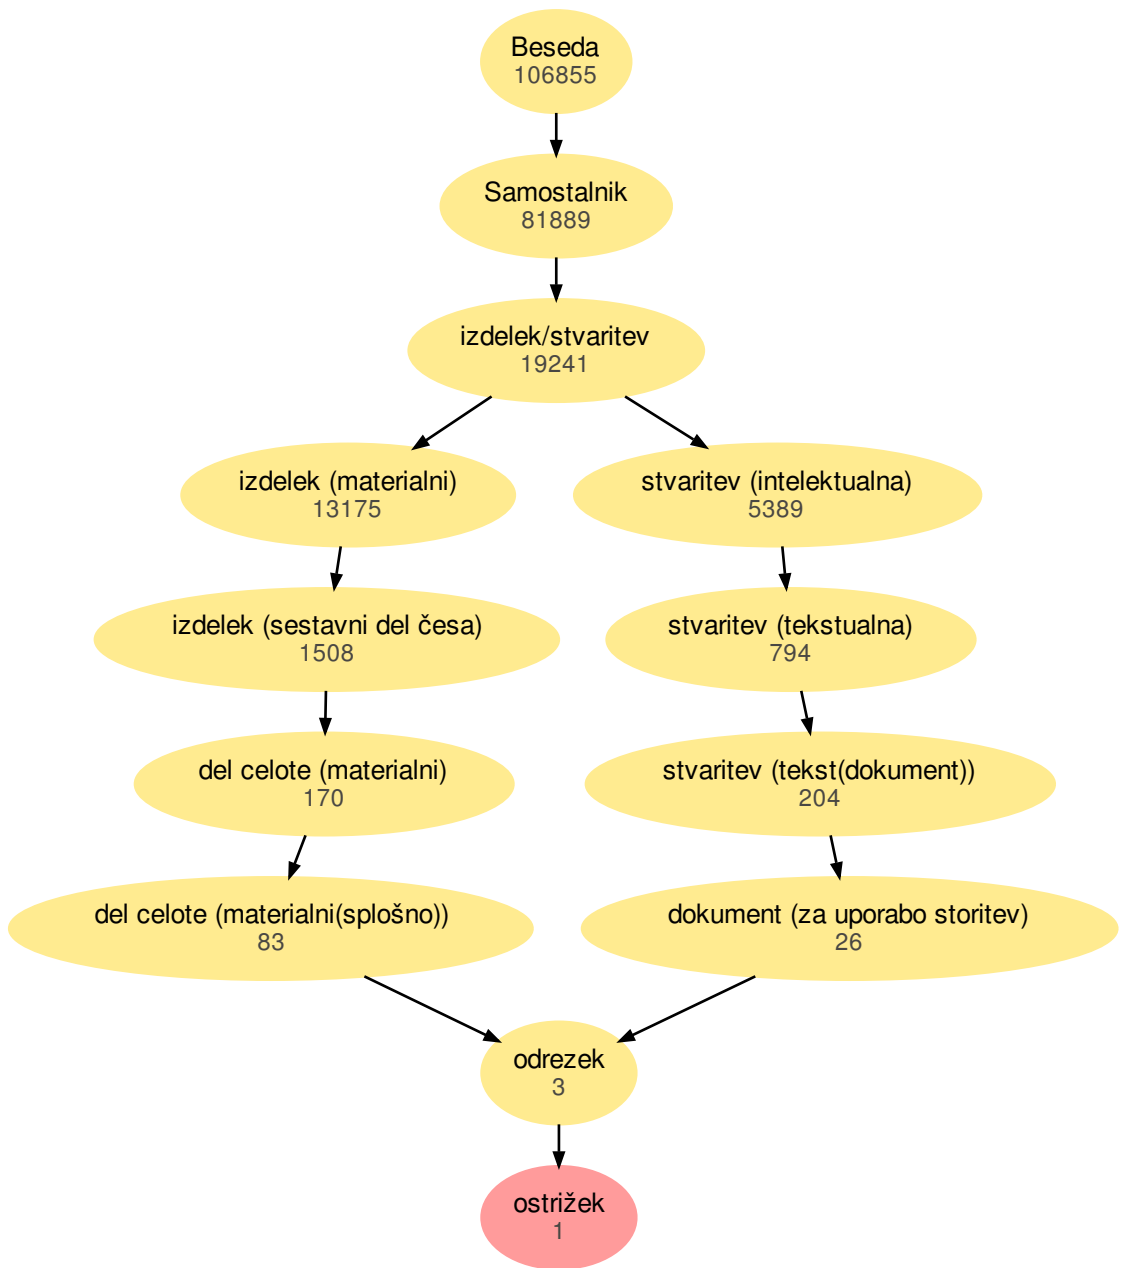 Beseda
106855
Samostalnik
81889
izdelek/stvaritev
19241
izdelek (materialni)
13175
stvaritev (intelektualna)
5389
izdelek (sestavni del česa)
1508
stvaritev (tekstualna)
794
del celote (materialni)
170
stvaritev (tekst(dokument))
204
del celote (materialni(splošno))
83
dokument (za uporabo storitev)
26
odrezek
3
ostrižek
1